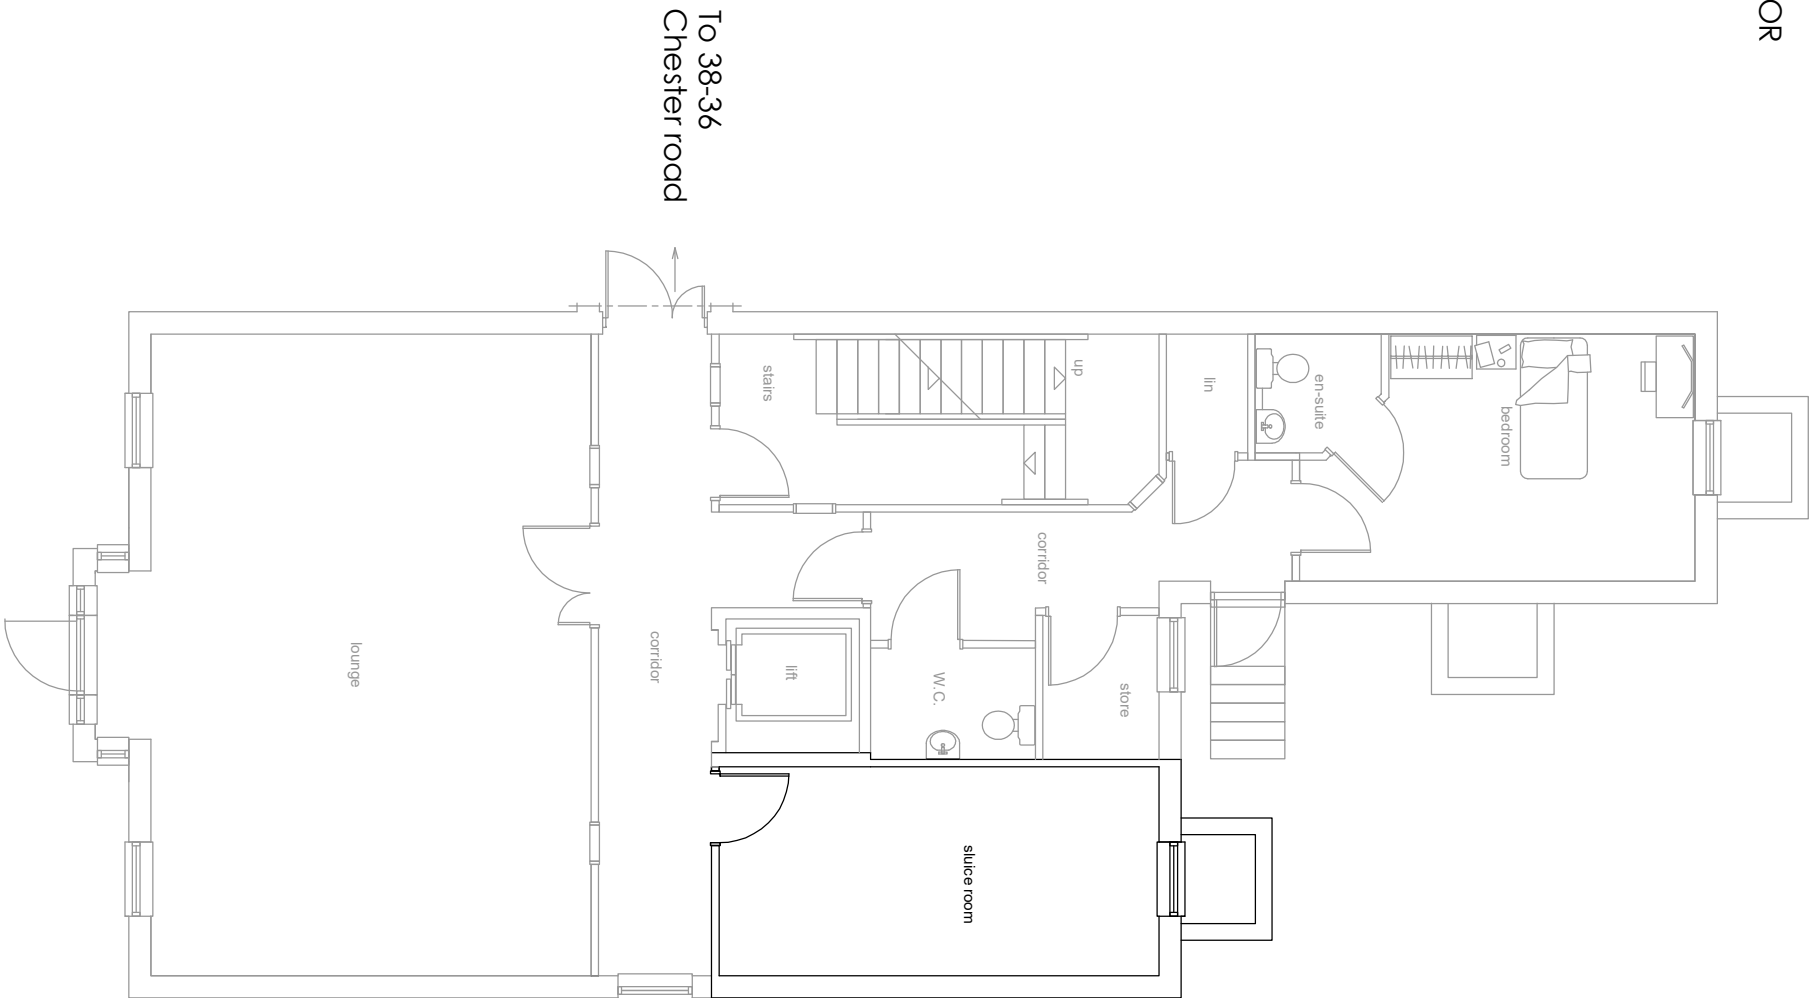 OR
To 38-36
Chester road
up
stairs
lin
en-suite
bedroom
corridor
lounge
corridor
lift
W.C.
store
sluice room